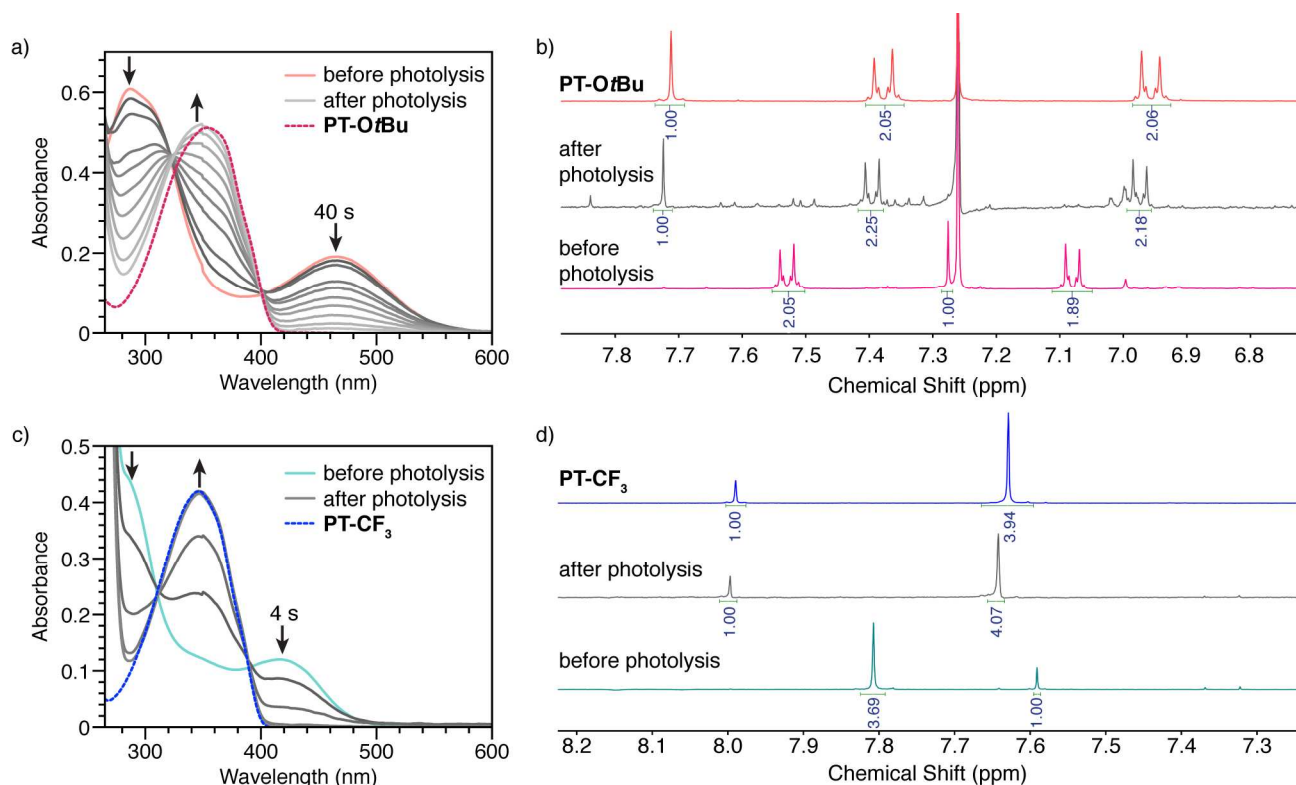 a)
before photolysis
after photolysis
PT-OtBu
40 s
0.6
0.4
0.2
0
300
400
500
600
Absorbance
Wavelength (nm)
b)
PT-OtBu
1.00
2.05
2.06
after
photolysis
1.00
2.25
2.18
before
photolysis
2.05
1.00
1.89
7.8
7.7
7.6
7.5
7.4
7.3
7.2
7.1
7.0
6.9
6.8
Chemical Shift (ppm)
c)
before photolysis
after photolysis
PT-CF3
4 s
0.5
0.4
0.3
0.2
0.1
0
300
400
500
600
Absorbance
Wavelength (nm)
d)
PT-CF3
1.00
3.94
after photolysis
1.00
4.07
before photolysis
3.69
1.00
8.2
8.1
8.0
7.9
7.8
7.7
7.6
7.5
7.4
7.3
Chemical Shift (ppm)